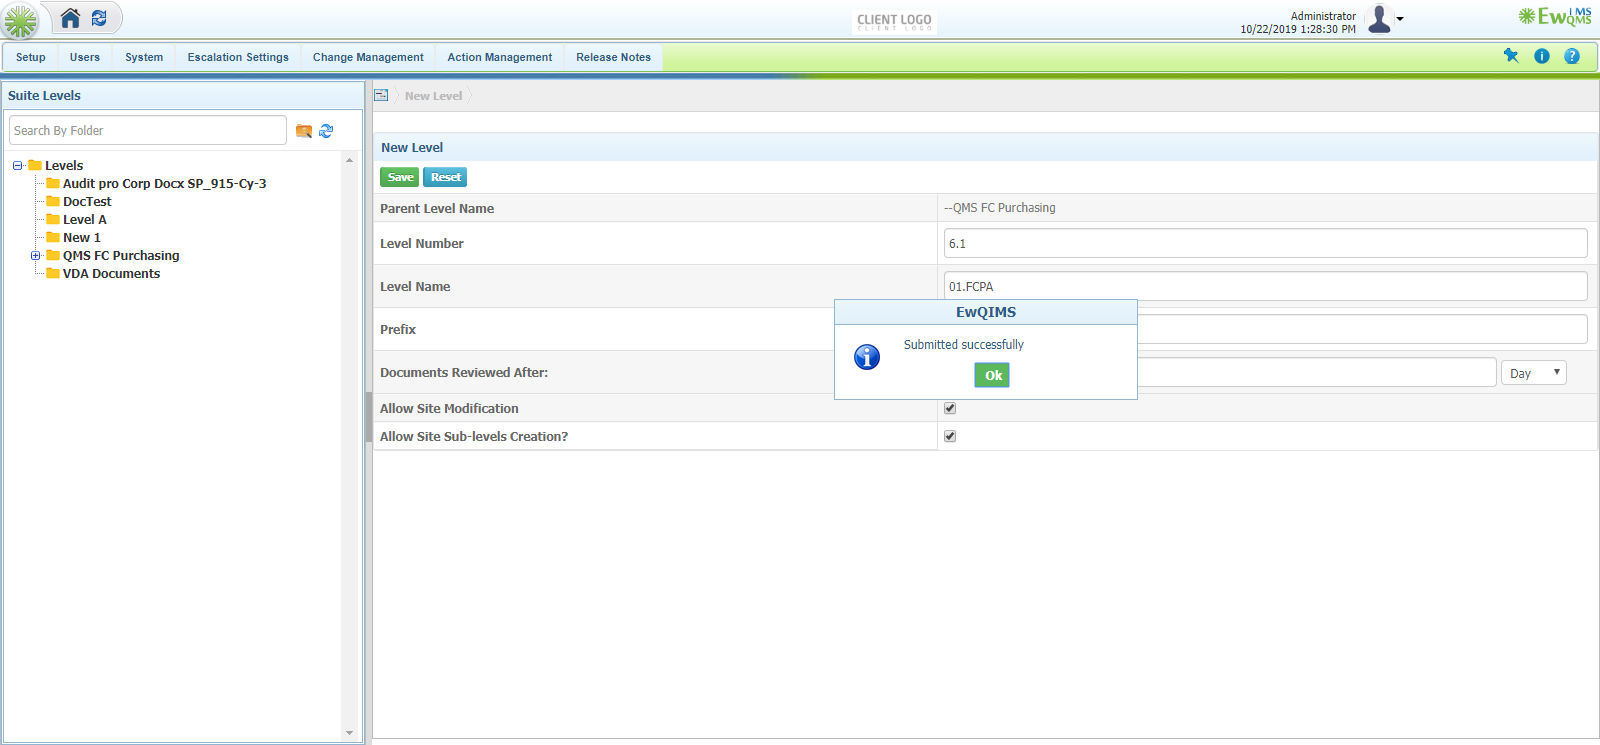 CLIENT LOGO
CLIENT LOGO
Administrator
10/22/2019 1:28:30 PM
EwQIMS
QMS
Setup
Users
System
Escalation Settings
Change Management
Action Management
Release Notes
Suite Levels
Search By Folder
Levels
Audit pro Corp Docx SP_915-Cy-3
DocTest
Level A
New 1
QMS FC Purchasing
VDA Documents
New Level
New Level
Save
Reset
Parent Level Name
--QMS FC Purchasing
Level Number
6.1
Level Name
01.FCPA
Prefix
Documents Reviewed After:
Day
Allow Site Modification
Allow Site Sub-levels Creation?
EwQIMS
Submitted successfully
Ok